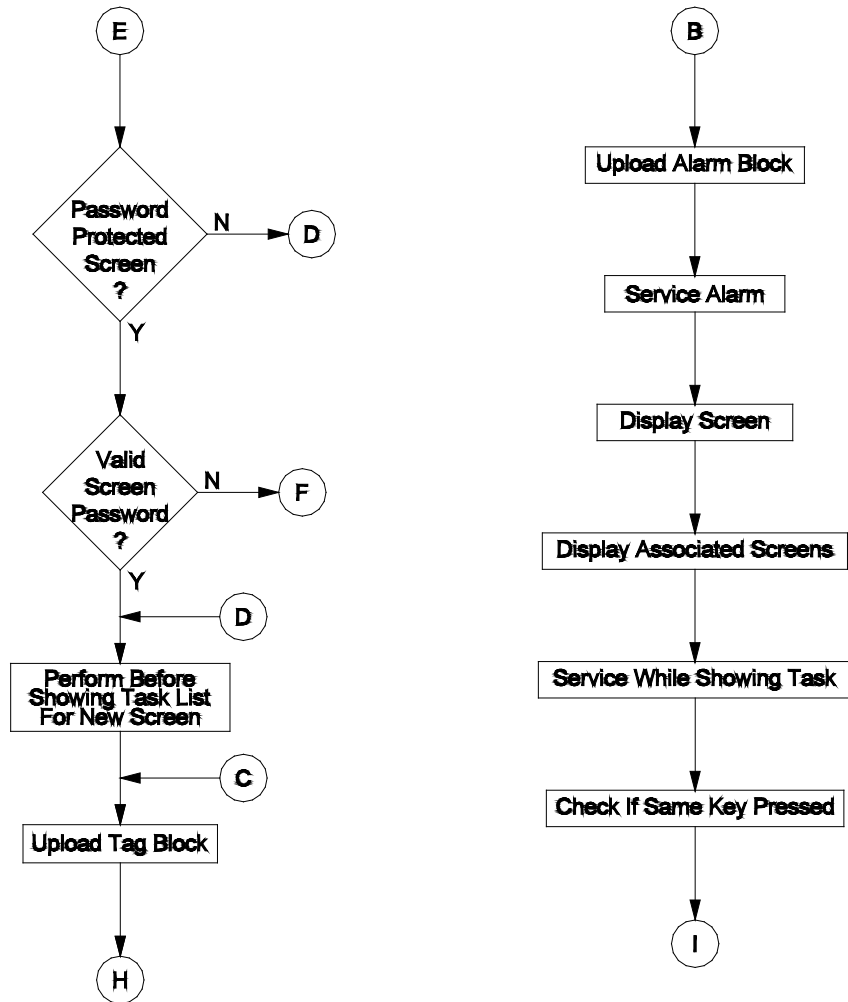 E
Password
Protected
Screen
?
N
D
Y
Valid
Screen
Password
?
N
F
Y
D
Perform Before
Showing Task List
For New Screen
C
Upload Tag Block
H
B
Upload Alarm Block
Service Alarm
Display Screen
Display Associated Screens
Service While Showing Task
Check If Same Key Pressed
I